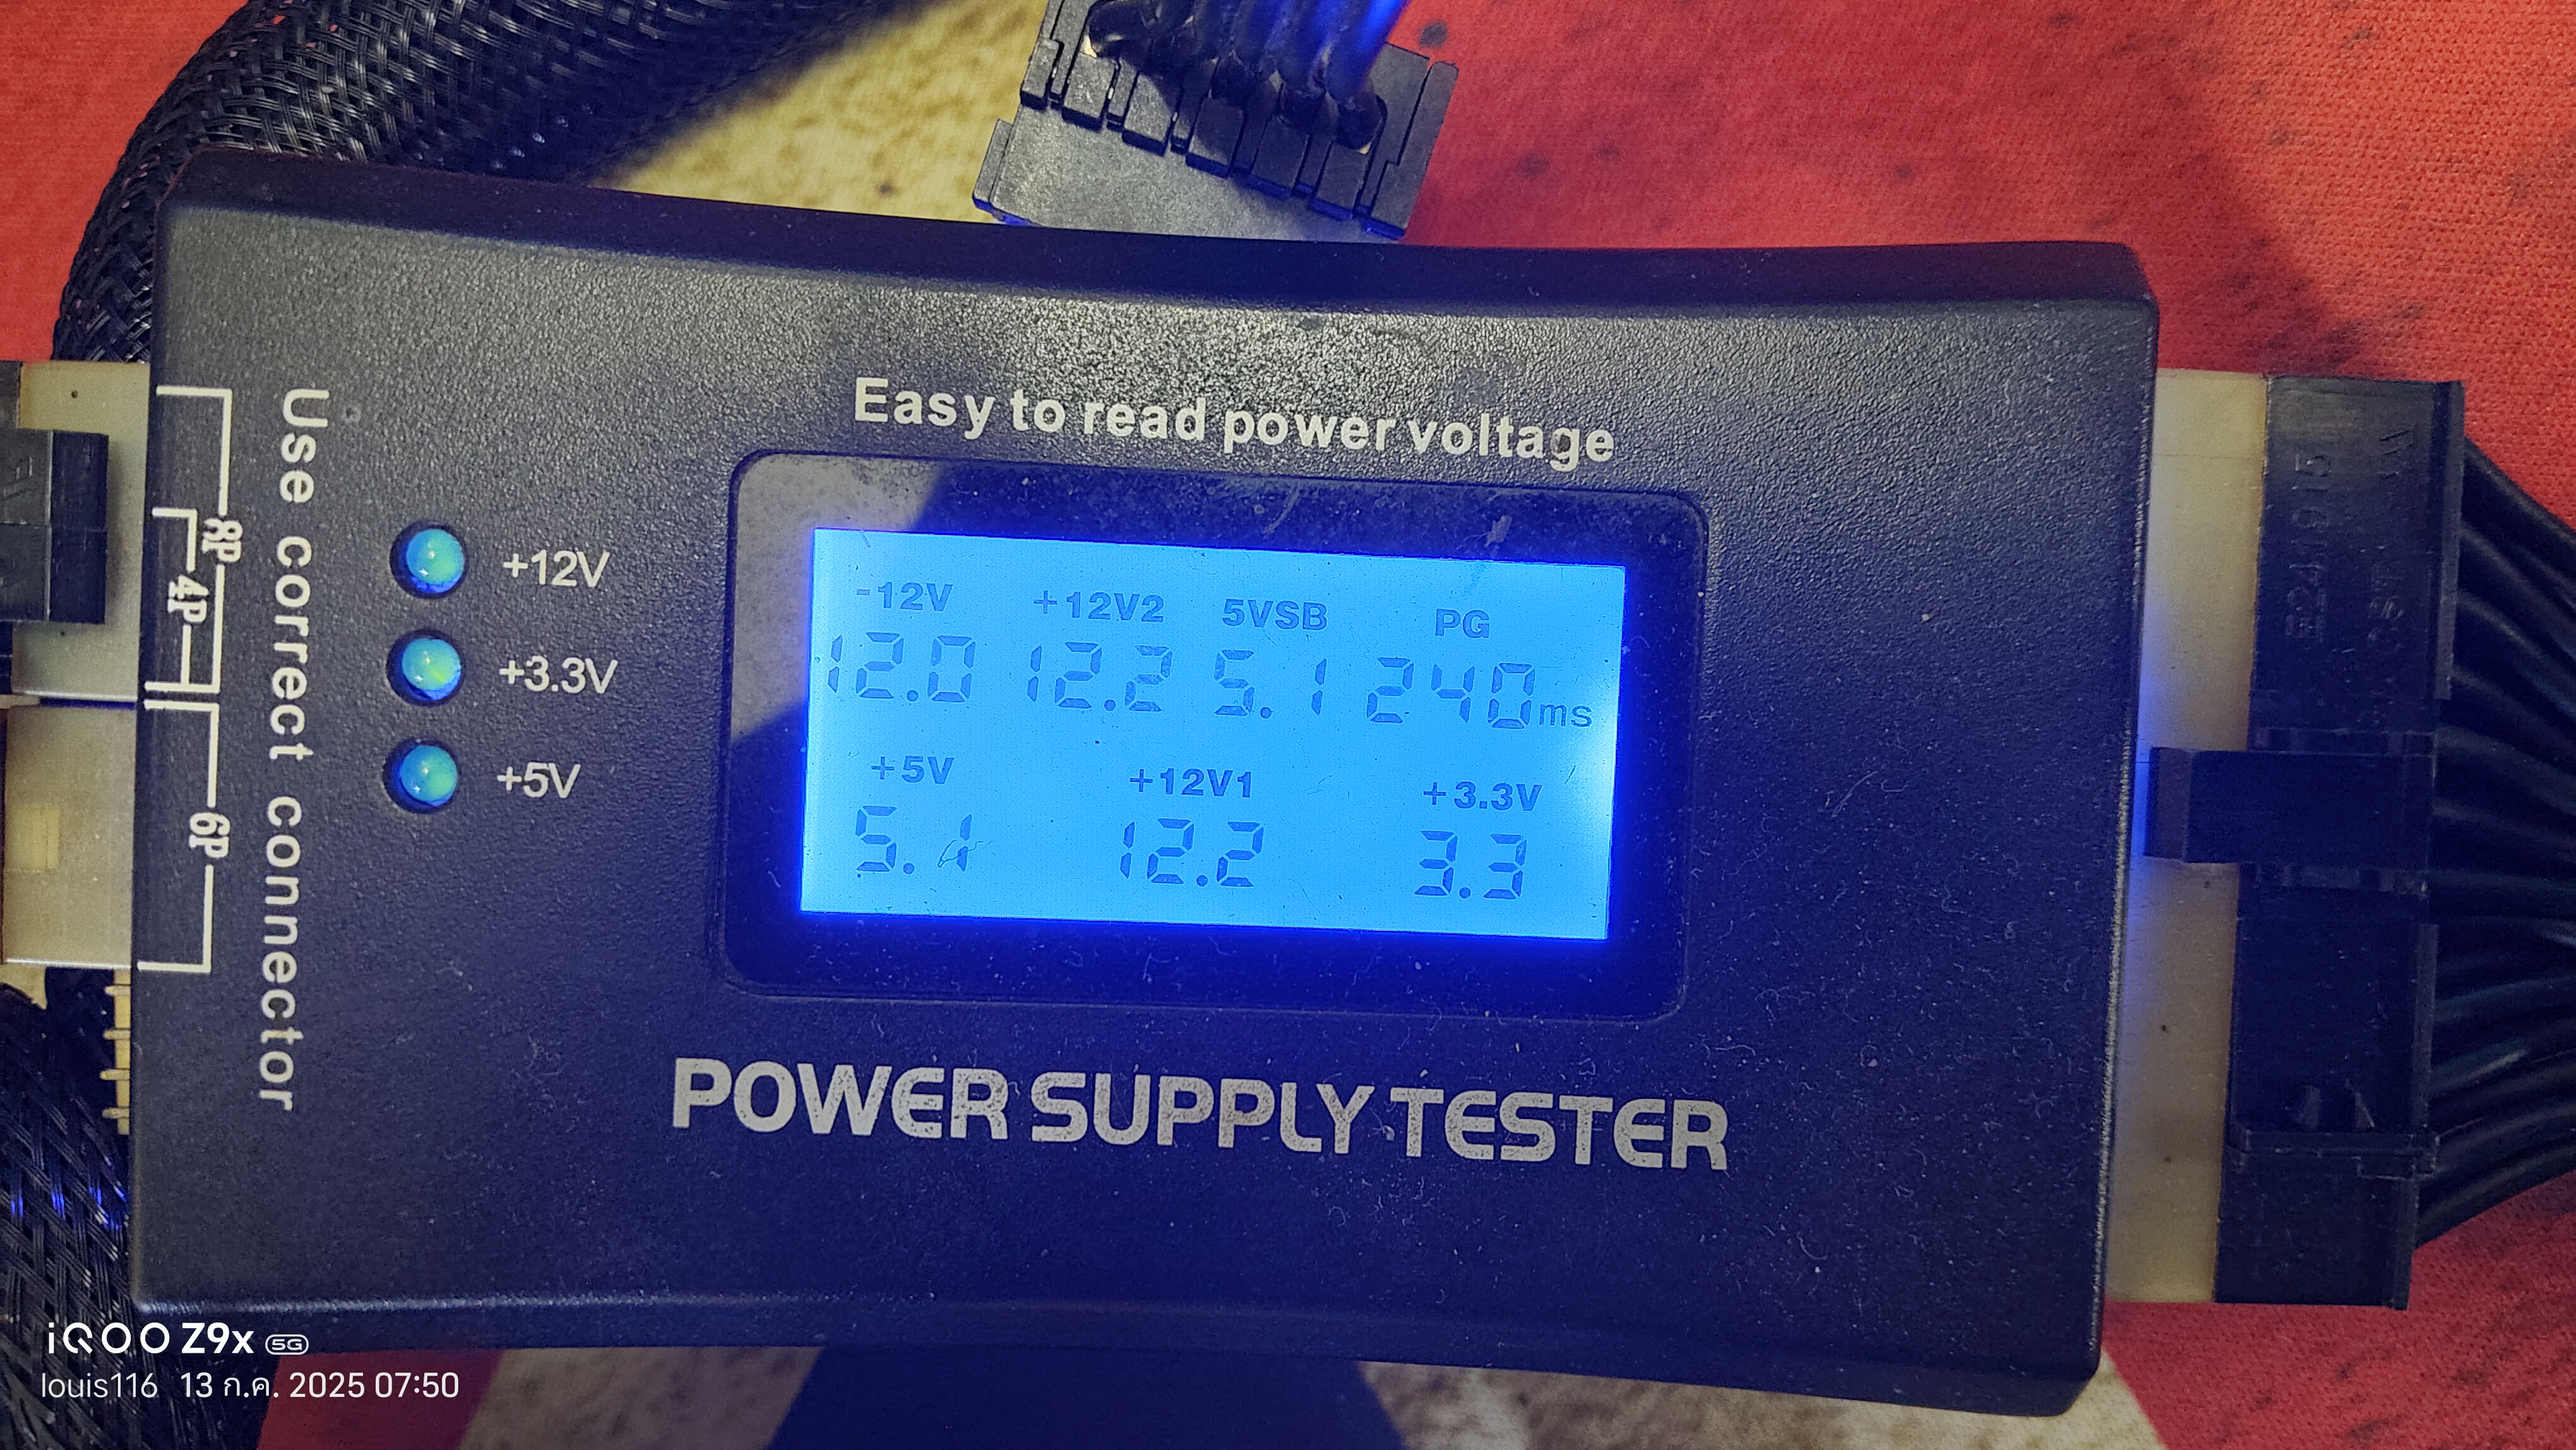 Easy to read power voltage
Use correct connector
8P
4P
6P
+12V
+3.3V
+5V
-12V +12V2 5VSB PG
12.0 12.2 5.1 240ms
+5V +12V1 +3.3V
5.1 12.2 3.3
POWER SUPPLY TESTER
iQOO Z9x 5G
louis116 13 ก.ค. 2025 07:50